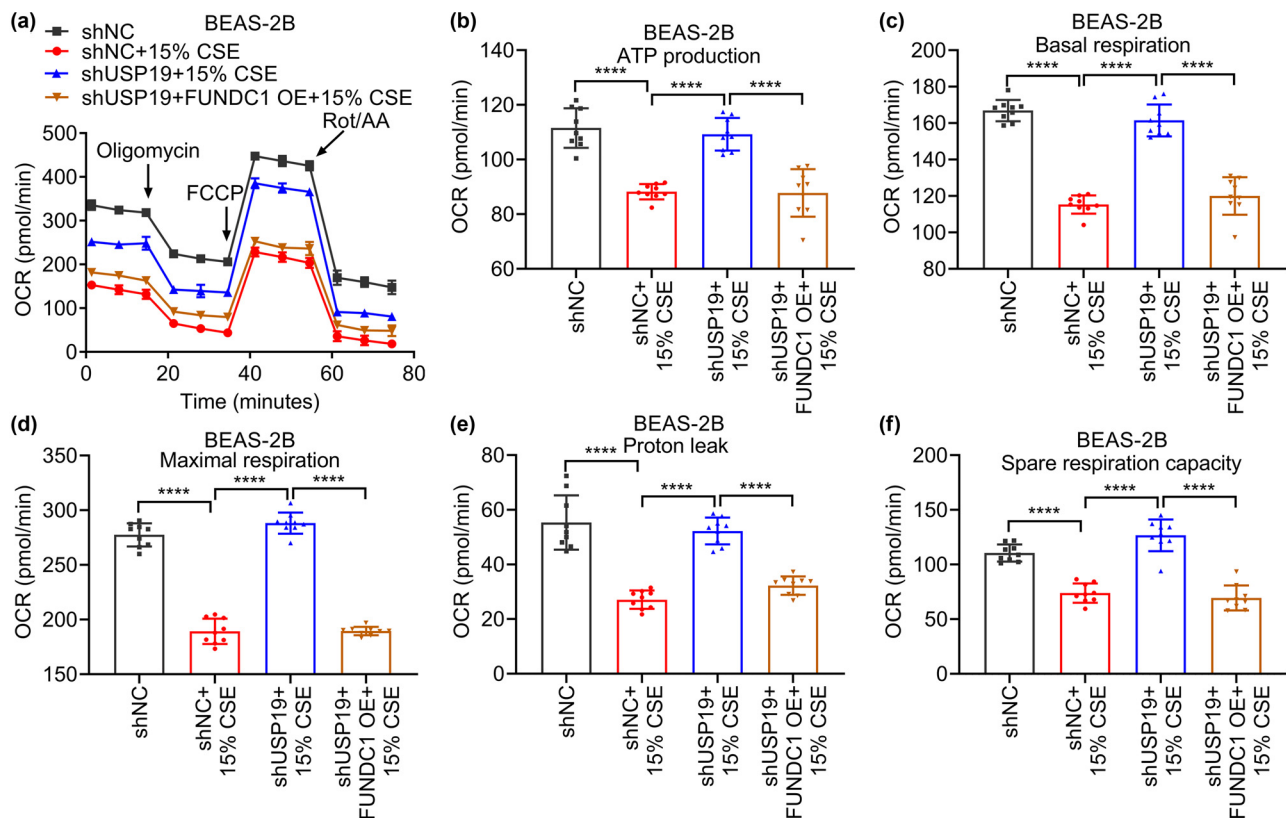 (a)
BEAS-2B
shNC
shNC+15% CSE
shUSP19+15% CSE
shUSP19+FUNDC1 OE+15% CSE
Rot/AA
Oligomycin
FCCP
OCR (pmol/min)
500
400
300
200
100
0
0
20
40
60
80
Time (minutes)
(b)
BEAS-2B
ATP production
****
****
****
OCR (pmol/min)
120
100
80
60
shNC
shNC+
15% CSE
shUSP19+
15% CSE
shUSP19+
FUNDC1 OE+
15% CSE
(c)
BEAS-2B
Basal respiration
****
****
****
OCR (pmol/min)
200
180
160
140
120
100
80
shNC
shNC+
15% CSE
shUSP19+
15% CSE
shUSP19+
FUNDC1 OE+
15% CSE
(d)
BEAS-2B
Maximal respiration
****
****
****
OCR (pmol/min)
350
300
250
200
150
shNC
shNC+
15% CSE
shUSP19+
15% CSE
shUSP19+
FUNDC1 OE+
15% CSE
(e)
BEAS-2B
Proton leak
****
****
****
OCR (pmol/min)
80
60
40
20
0
shNC
shNC+
15% CSE
shUSP19+
15% CSE
shUSP19+
FUNDC1 OE+
15% CSE
(f)
BEAS-2B
Spare respiration capacity
****
****
****
OCR (pmol/min)
200
150
100
50
0
shNC
shNC+
15% CSE
shUSP19+
15% CSE
shUSP19+
FUNDC1 OE+
15% CSE